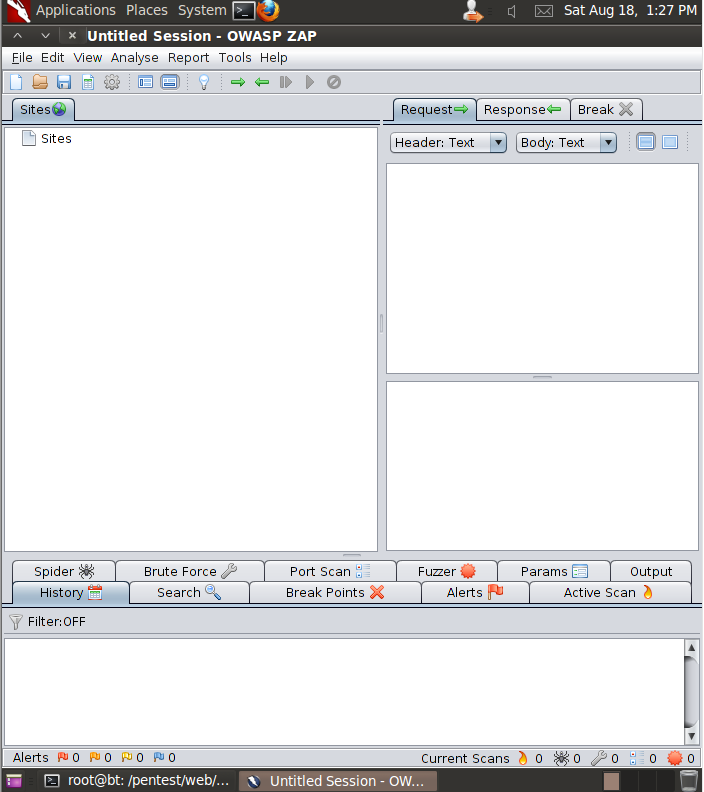 Applications Places System Sat Aug 18, 1:27 PM
Untitled Session - OWASP ZAP
File Edit View Analyse Report Tools Help
Sites Request Response Break
Sites
Header: Text Body: Text
Spider Brute Force Port Scan Fuzzer Params Output
History Search Break Points Alerts Active Scan
Filter:OFF
Alerts 0 0 0 0 Current Scans 0 0 0 0 0
root@bt: /pentest/web/... Untitled Session - OW...